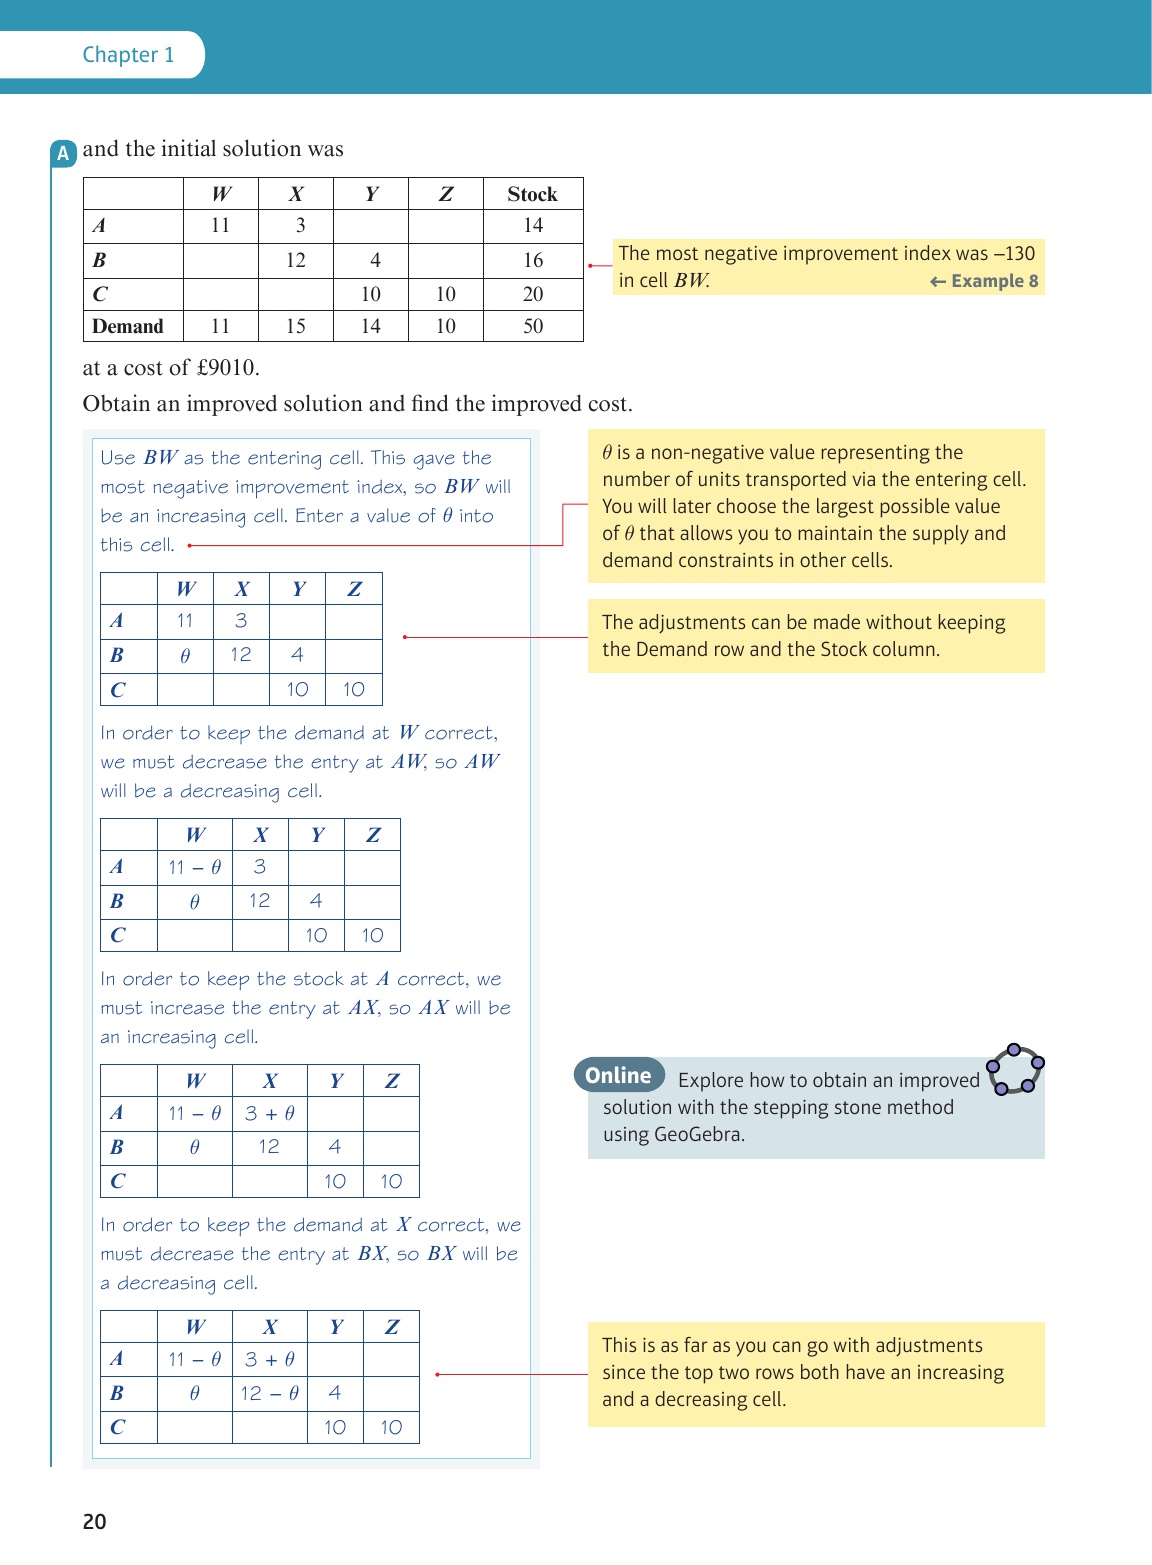 Chapter 1
A and the initial solution was
W X Y Z Stock
A 11 3 14
B 12 4 16
C 10 10 20
Demand 11 15 14 10 50
The most negative improvement index was –130
in cell BW. ← Example 8
at a cost of £9010.
Obtain an improved solution and find the improved cost.
Use BW as the entering cell. This gave the
most negative improvement index, so BW will
be an increasing cell. Enter a value of θ into
this cell.
θ is a non-negative value representing the
number of units transported via the entering cell.
You will later choose the largest possible value
of θ that allows you to maintain the supply and
demand constraints in other cells.
W X Y Z
A 11 3
B θ 12 4
C 10 10
The adjustments can be made without keeping
the Demand row and the Stock column.
In order to keep the demand at W correct,
we must decrease the entry at AW, so AW
will be a decreasing cell.
W X Y Z
A 11 – θ 3
B θ 12 4
C 10 10
In order to keep the stock at A correct, we
must increase the entry at AX, so AX will be
an increasing cell.
W X Y Z
A 11 – θ 3 + θ
B θ 12 4
C 10 10
Online Explore how to obtain an improved
solution with the stepping stone method
using GeoGebra.
In order to keep the demand at X correct, we
must decrease the entry at BX, so BX will be
a decreasing cell.
W X Y Z
A 11 – θ 3 + θ
B θ 12 – θ 4
C 10 10
This is as far as you can go with adjustments
since the top two rows both have an increasing
and a decreasing cell.
20